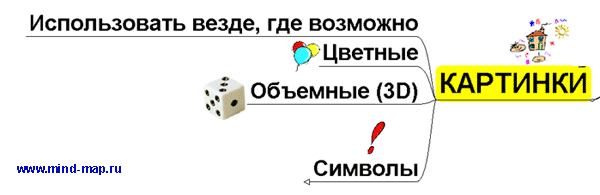 Использовать везде, где возможно
Цветные
КАРТИНКИ
Объемные (3D)
Символы
www.mind-map.ru